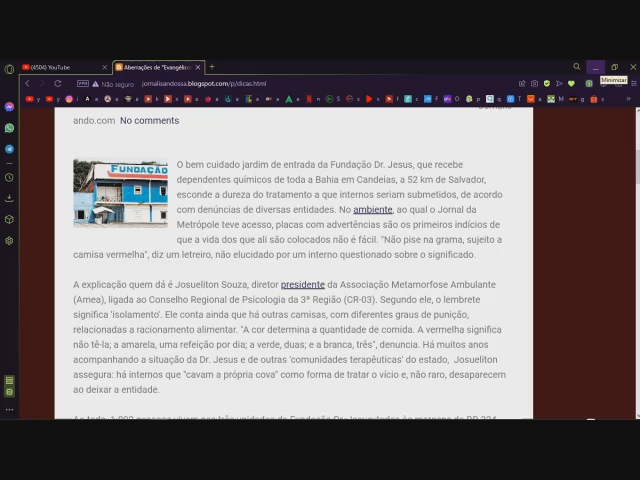 (4504) YouTube
Aberrações de "Evangélico
Minimizar
VPN
Não seguro
jornalisandossa.blogspot.com/p/dicas.html
ando.com No comments
FUNDAÇÃO
O bem cuidado jardim de entrada da Fundação Dr. Jesus, que recebe
dependentes químicos de toda a Bahia em Candeias, a 52 km de Salvador,
esconde a dureza do tratamento a que internos seriam submetidos, de acordo
com denúncias de diversas entidades. No ambiente, ao qual o Jornal da
Metrópole teve acesso, placas com advertências são os primeiros indícios de
que a vida dos que ali são colocados não é fácil. "Não pise na grama, sujeito a
camisa vermelha", diz um letreiro, não elucidado por um interno questionado sobre o significado.
A explicação quem dá é Josueliton Souza, diretor presidente da Associação Metamorfose Ambulante
(Amea), ligada ao Conselho Regional de Psicologia da 3ª Região (CR-03). Segundo ele, o lembrete
significa 'isolamento'. Ele conta ainda que há outras camisas, com diferentes graus de punição,
relacionadas a racionamento alimentar. "A cor determina a quantidade de comida. A vermelha significa
não tê-la; a amarela, uma refeição por dia; a verde, duas; e a branca, três", denuncia. Há muitos anos
acompanhando a situação da Dr. Jesus e de outras 'comunidades terapêuticas' do estado, Josueliton
assegura: há internos que "cavam a própria cova" como forma de tratar o vício e, não raro, desaparecem
ao deixar a entidade.